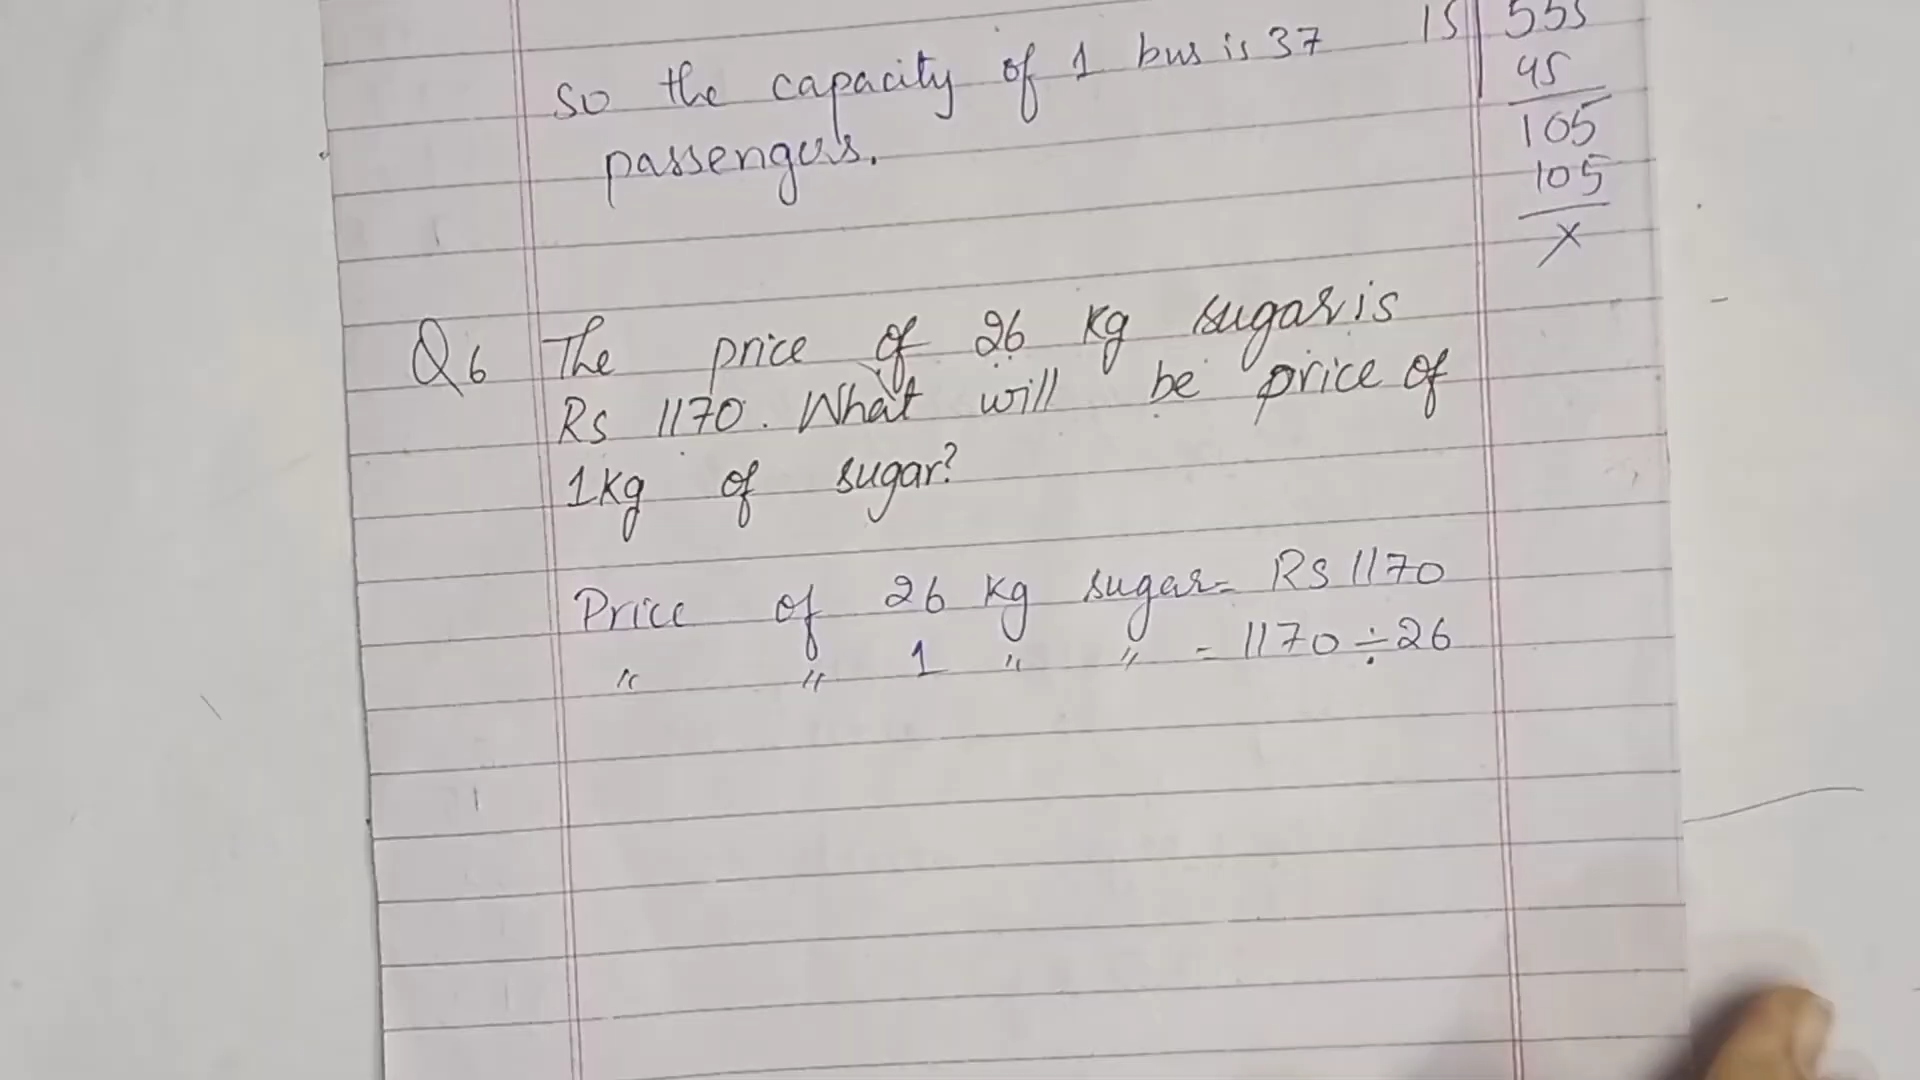 So the capacity of 1 bus is 37
passengers.
15 555
45
105
105
x
Q6 The price of 26 kg sugar is
Rs 1170. What will be price of
1kg of sugar?
Price of 26 kg sugar = Rs 1170
" " 1 " " = 1170 ÷ 26